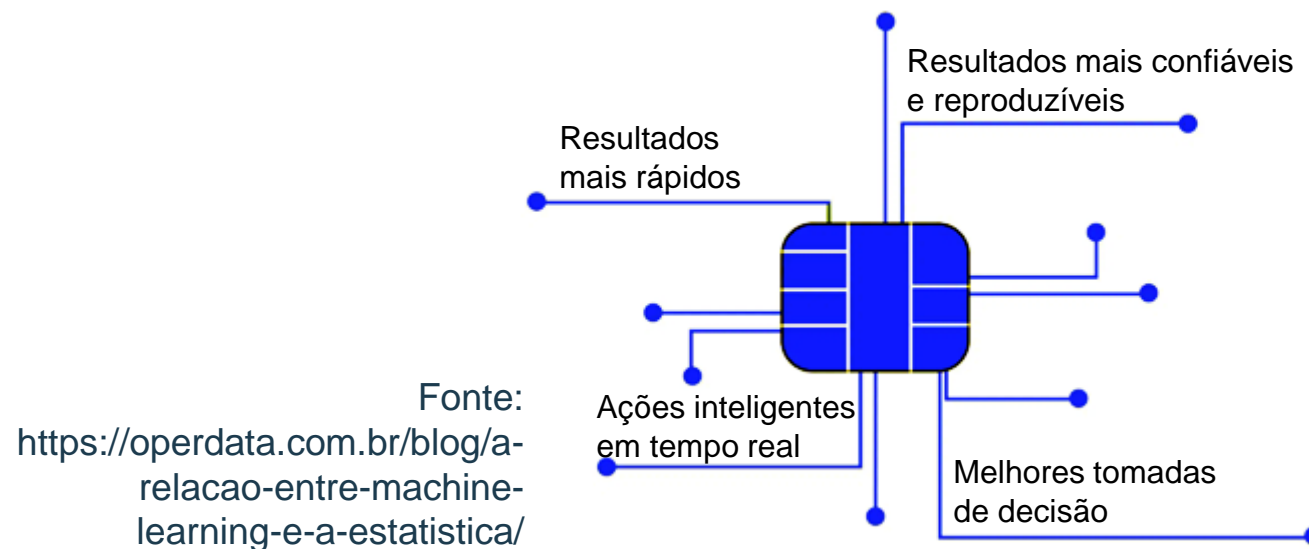 Resultados mais confiáveis
e reproduzíveis
Resultados
mais rápidos
Fonte:
https://operdata.com.br/blog/a-
relacao-entre-machine-
learning-e-a-estatistica/
Ações inteligentes
em tempo real
Melhores tomadas
de decisão